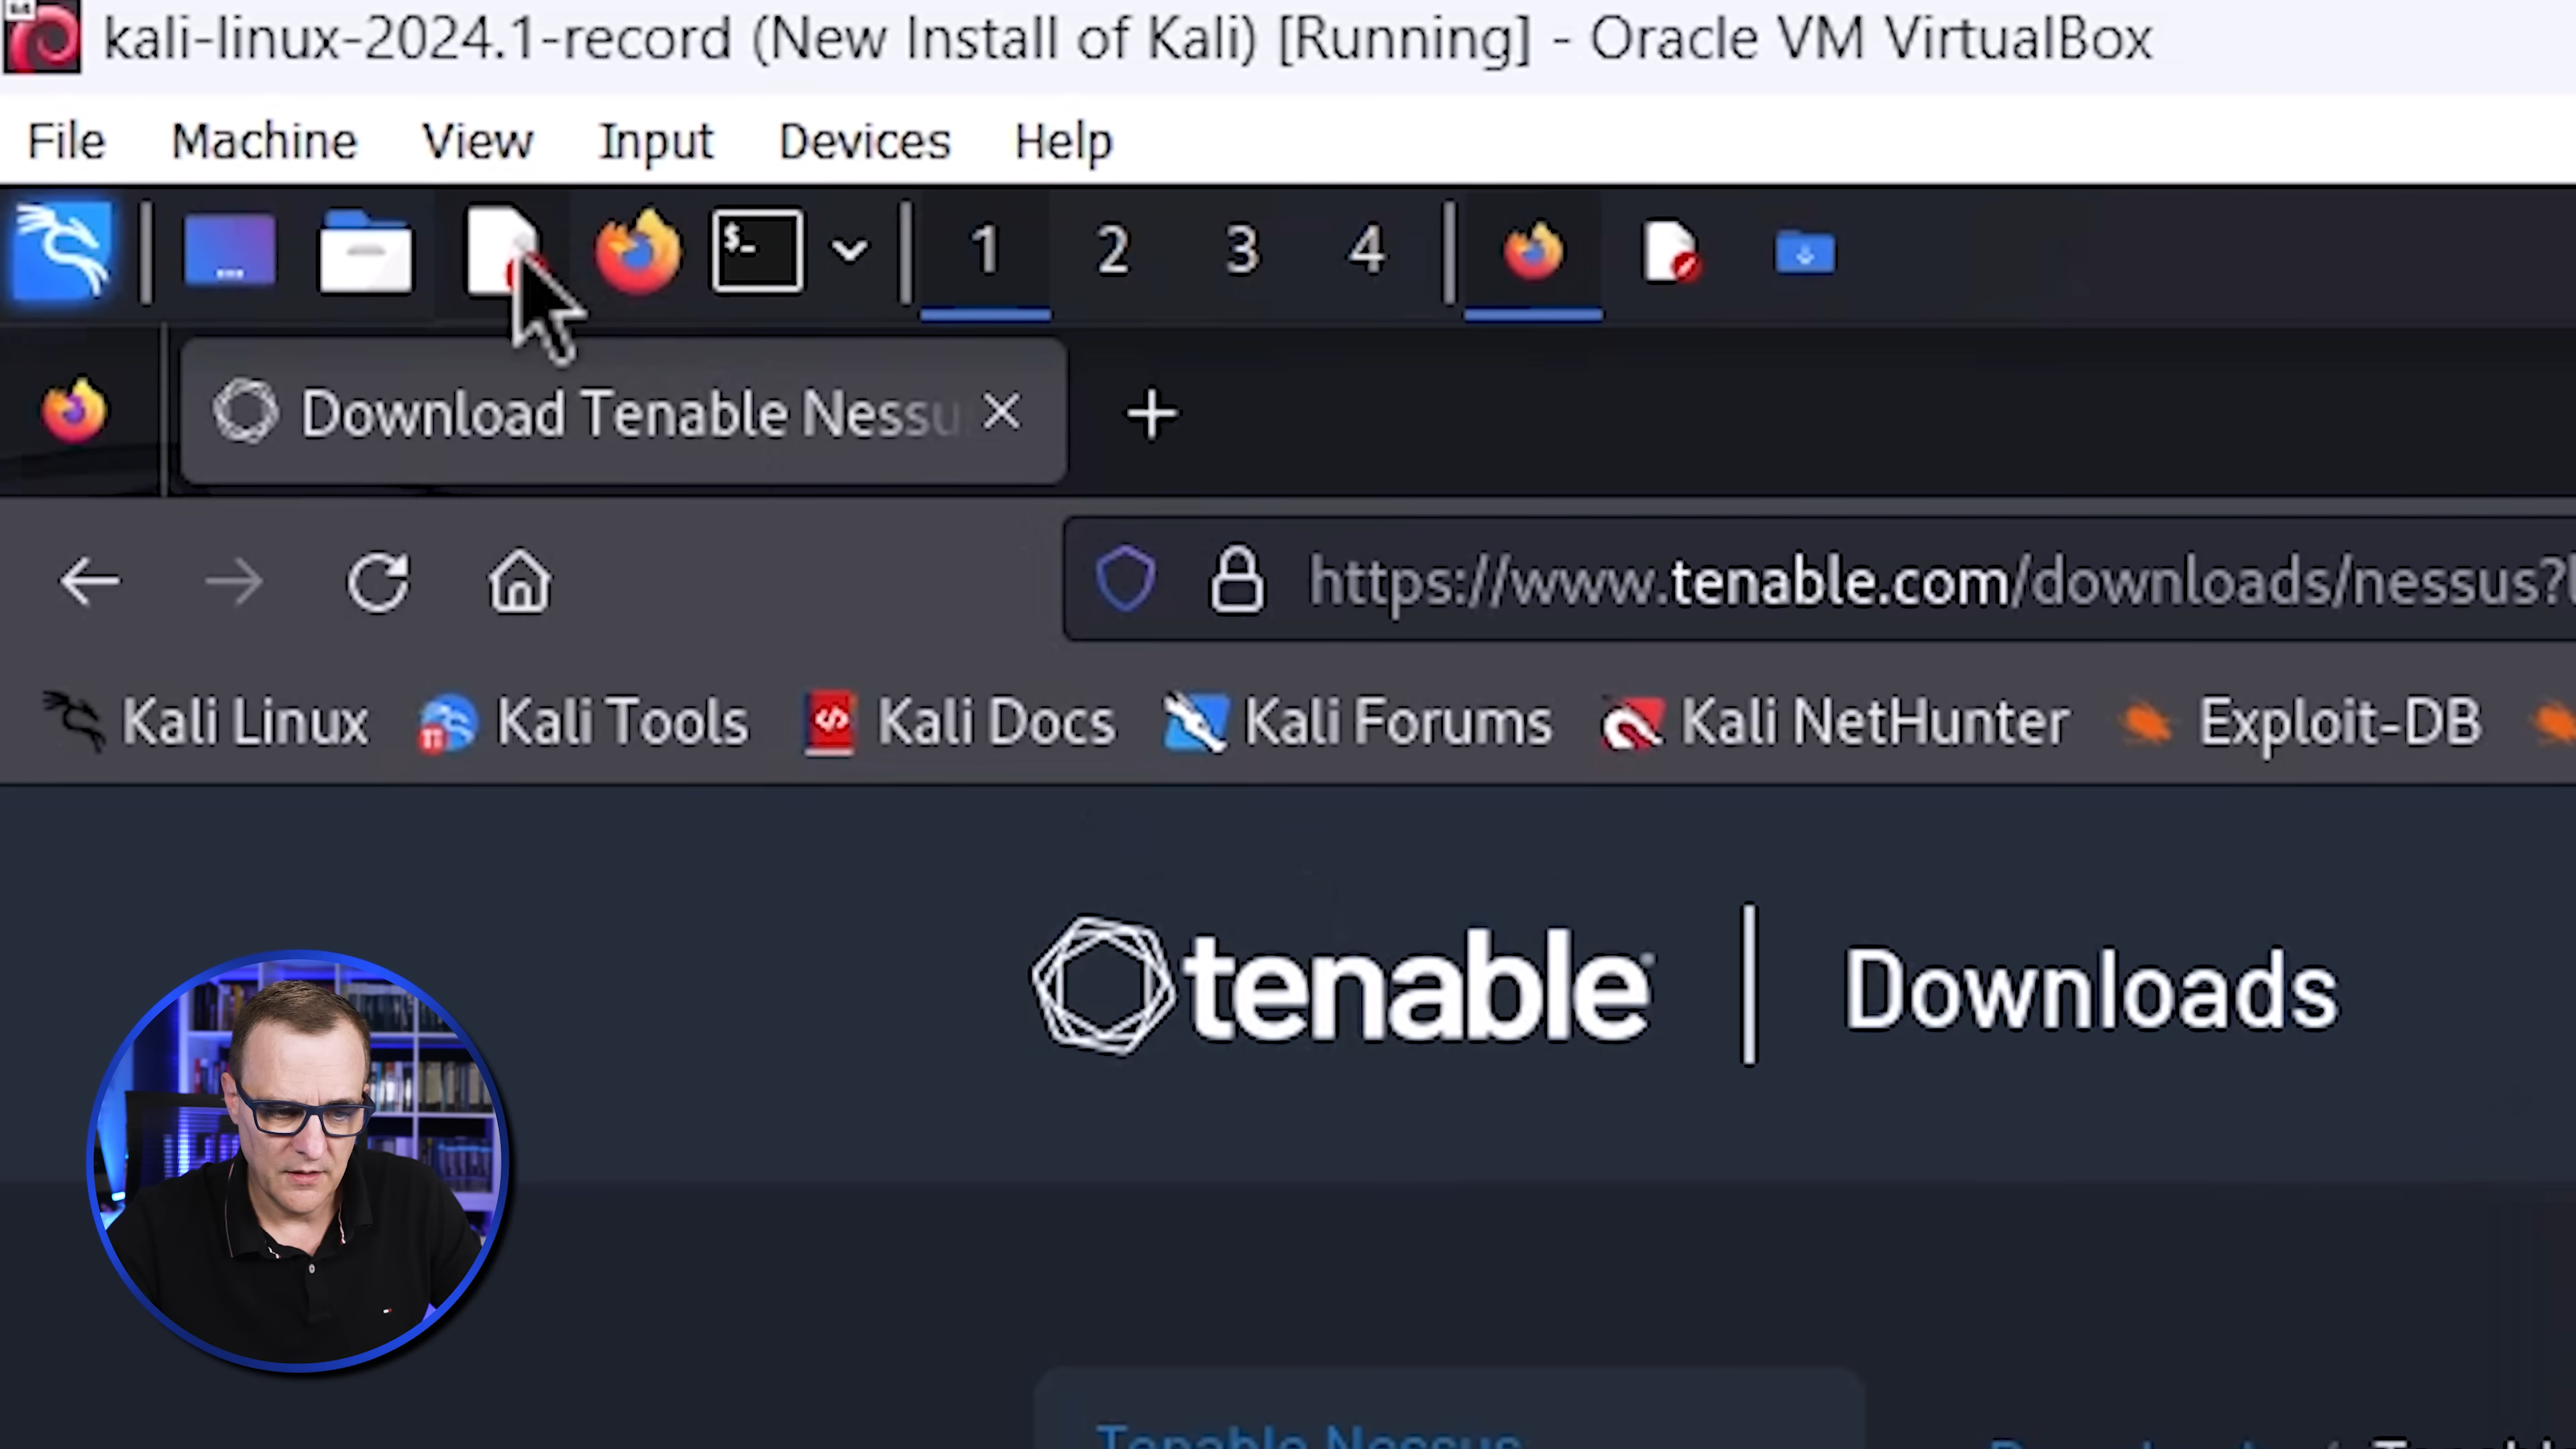 kali-linux-2024.1-record (New Install of Kali) [Running] - Oracle VM VirtualBox
File Machine View Input Devices Help
$_ 1 2 3 4
Download Tenable Nessu
https://www.tenable.com/downloads/nessus?
Kali Linux Kali Tools Kali Docs Kali Forums Kali NetHunter Exploit-DB
tenable Downloads
Tenable Nessus